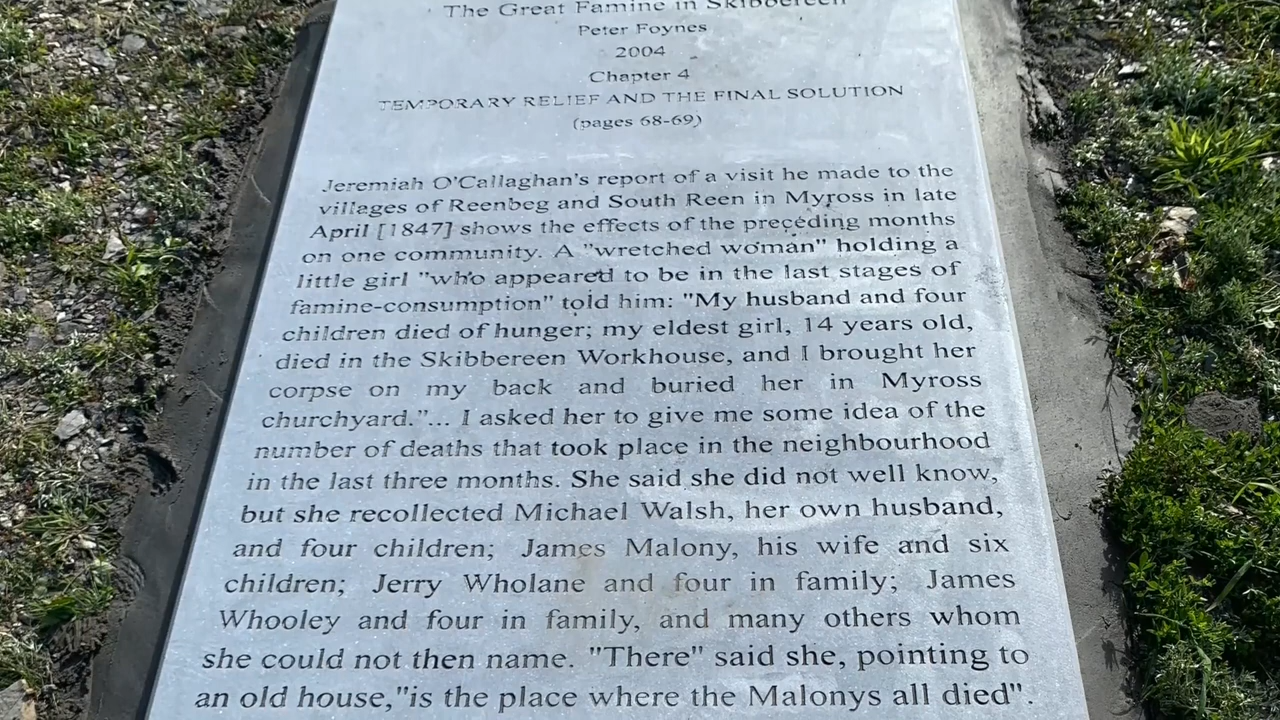 The Great Famine in Skibbereen
Peter Foynes
2004
Chapter 4
TEMPORARY RELIEF AND THE FINAL SOLUTION
(pages 68-69)
Jeremiah O'Callaghan's report of a visit he made to the
villages of Reenbeg and South Reen in Myross in late
April [1847] shows the effects of the preceding months
on one community. A "wretched woman" holding a
little girl "who appeared to be in the last stages of
famine-consumption" told him: "My husband and four
children died of hunger; my eldest girl, 14 years old,
died in the Skibbereen Workhouse, and I brought her
corpse on my back and buried her in Myross
churchyard."... I asked her to give me some idea of the
number of deaths that took place in the neighbourhood
in the last three months. She said she did not well know,
but she recollected Michael Walsh, her own husband,
and four children; James Malony, his wife and six
children; Jerry Wholane and four in family; James
Whooley and four in family, and many others whom
she could not then name. "There" said she, pointing to
an old house,"is the place where the Malonys all died".